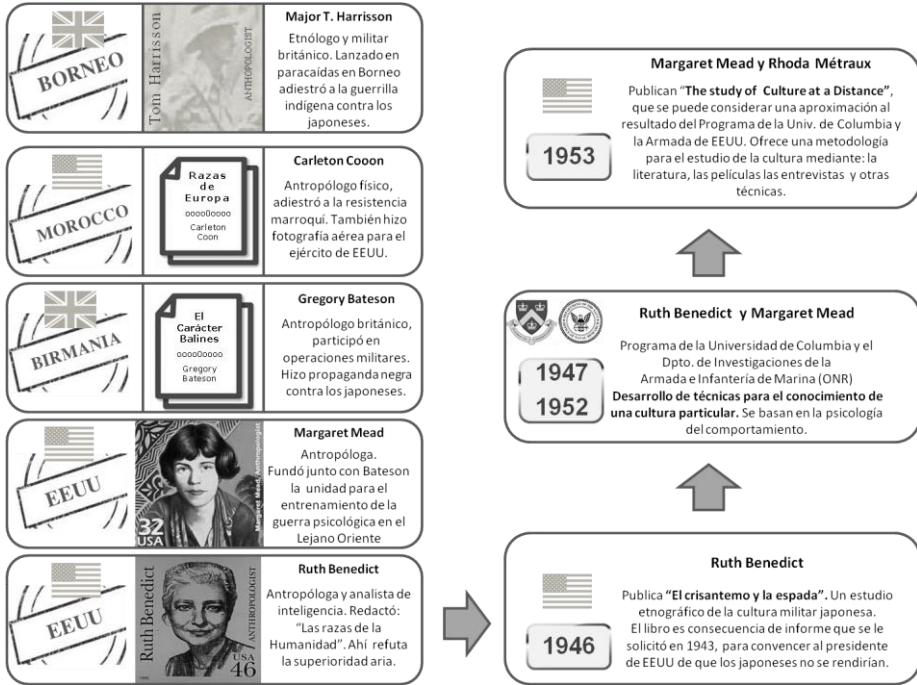 BORNEO
Tom Harrisson
ANTHROPOLOGIST
Major T. Harrisson
Etnólogo y militar
británico. Lanzado en
paracaídas en Borneo
adiestró a la guerrilla
indígena contra los
japoneses.
MOROCCO
Razas
de
Europa
oooo0oooo
Carleton
Coon
Carleton Cooon
Antropólogo físico,
adiestró a la resistencia
marroquí. También hizo
fotografía aérea para el
ejército de EEUU.
BIRMANIA
El
Carácter
Balines
oooo0oooo
Gregory
Bateson
Gregory Bateson
Antropólogo británico,
participó en
operaciones militares.
Hizo propaganda negra
contra los japoneses.
EEUU
32
USA
Margaret Mead, Anthropologist
Margaret Mead
Antropóloga.
Fundó junto con Bateson
la unidad para el
entrenamiento de la
guerra psicológica en el
Lejano Oriente
EEUU
Ruth Benedict
ANTHROPOLOGIST
USA
46
Ruth Benedict
Antropóloga y analista de
inteligencia. Redactó:
“Las razas de la
Humanidad”. Ahí refuta
la superioridad aria.
Margaret Mead y Rhoda Métraux
1953
Publican “The study of Culture at a Distance”,
que se puede considerar una aproximación al
resultado del Programa de la Univ. de Columbia y
la Armada de EEUU. Ofrece una metodología
para el estudio de la cultura mediante: la
literatura, las películas las entrevistas y otras
técnicas.
Ruth Benedict y Margaret Mead
1947
1952
Programa de la Universidad de Columbia y el
Dpto. de Investigaciones de la
Armada e Infantería de Marina (ONR)
Desarrollo de técnicas para el conocimiento de
una cultura particular. Se basan en la psicología
del comportamiento.
Ruth Benedict
1946
Publica “El crisantemo y la espada”. Un estudio
etnográfico de la cultura militar japonesa.
El libro es consecuencia de informe que se le
solicitó en 1943, para convencer al presidente
de EEUU de que los japoneses no se rendirían.